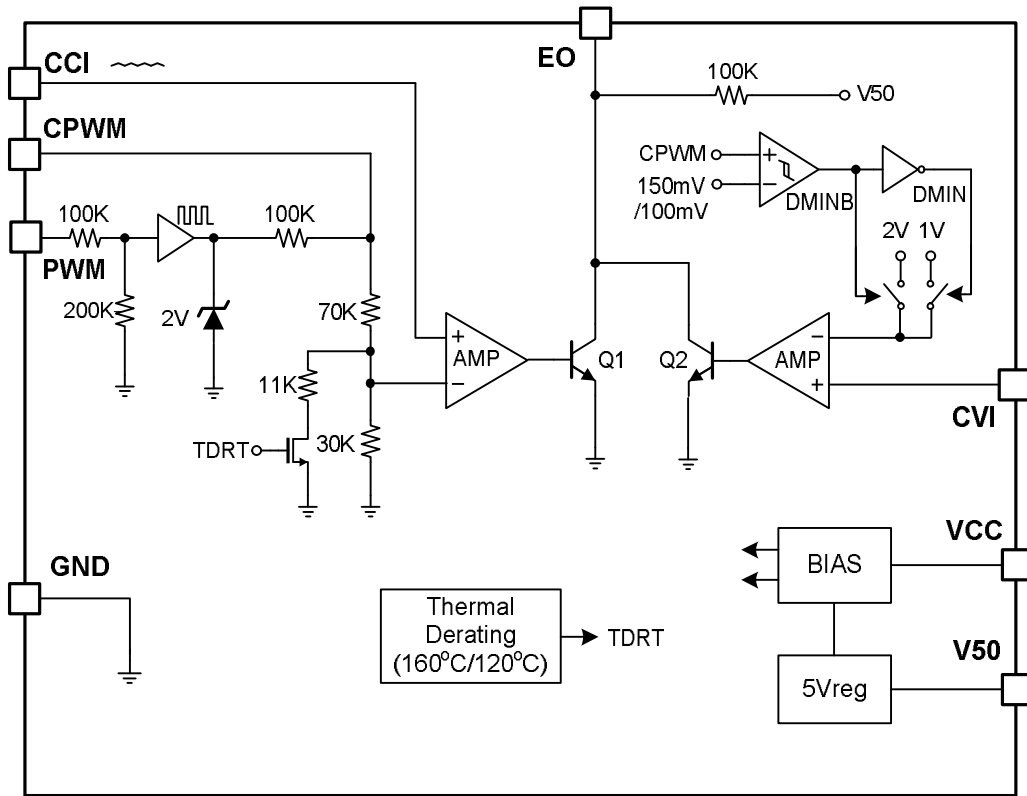 EO
CCI
100K
V50
CPWM
CPWM
150mV
/100mV
DMINB
DMIN
100K
100K
2V
1V
PWM
200K
2V
70K
AMP
Q1
Q2
AMP
11K
30K
TDRT
CVI
VCC
GND
BIAS
Thermal
Derating
(160°C/120°C)
TDRT
V50
5Vreg